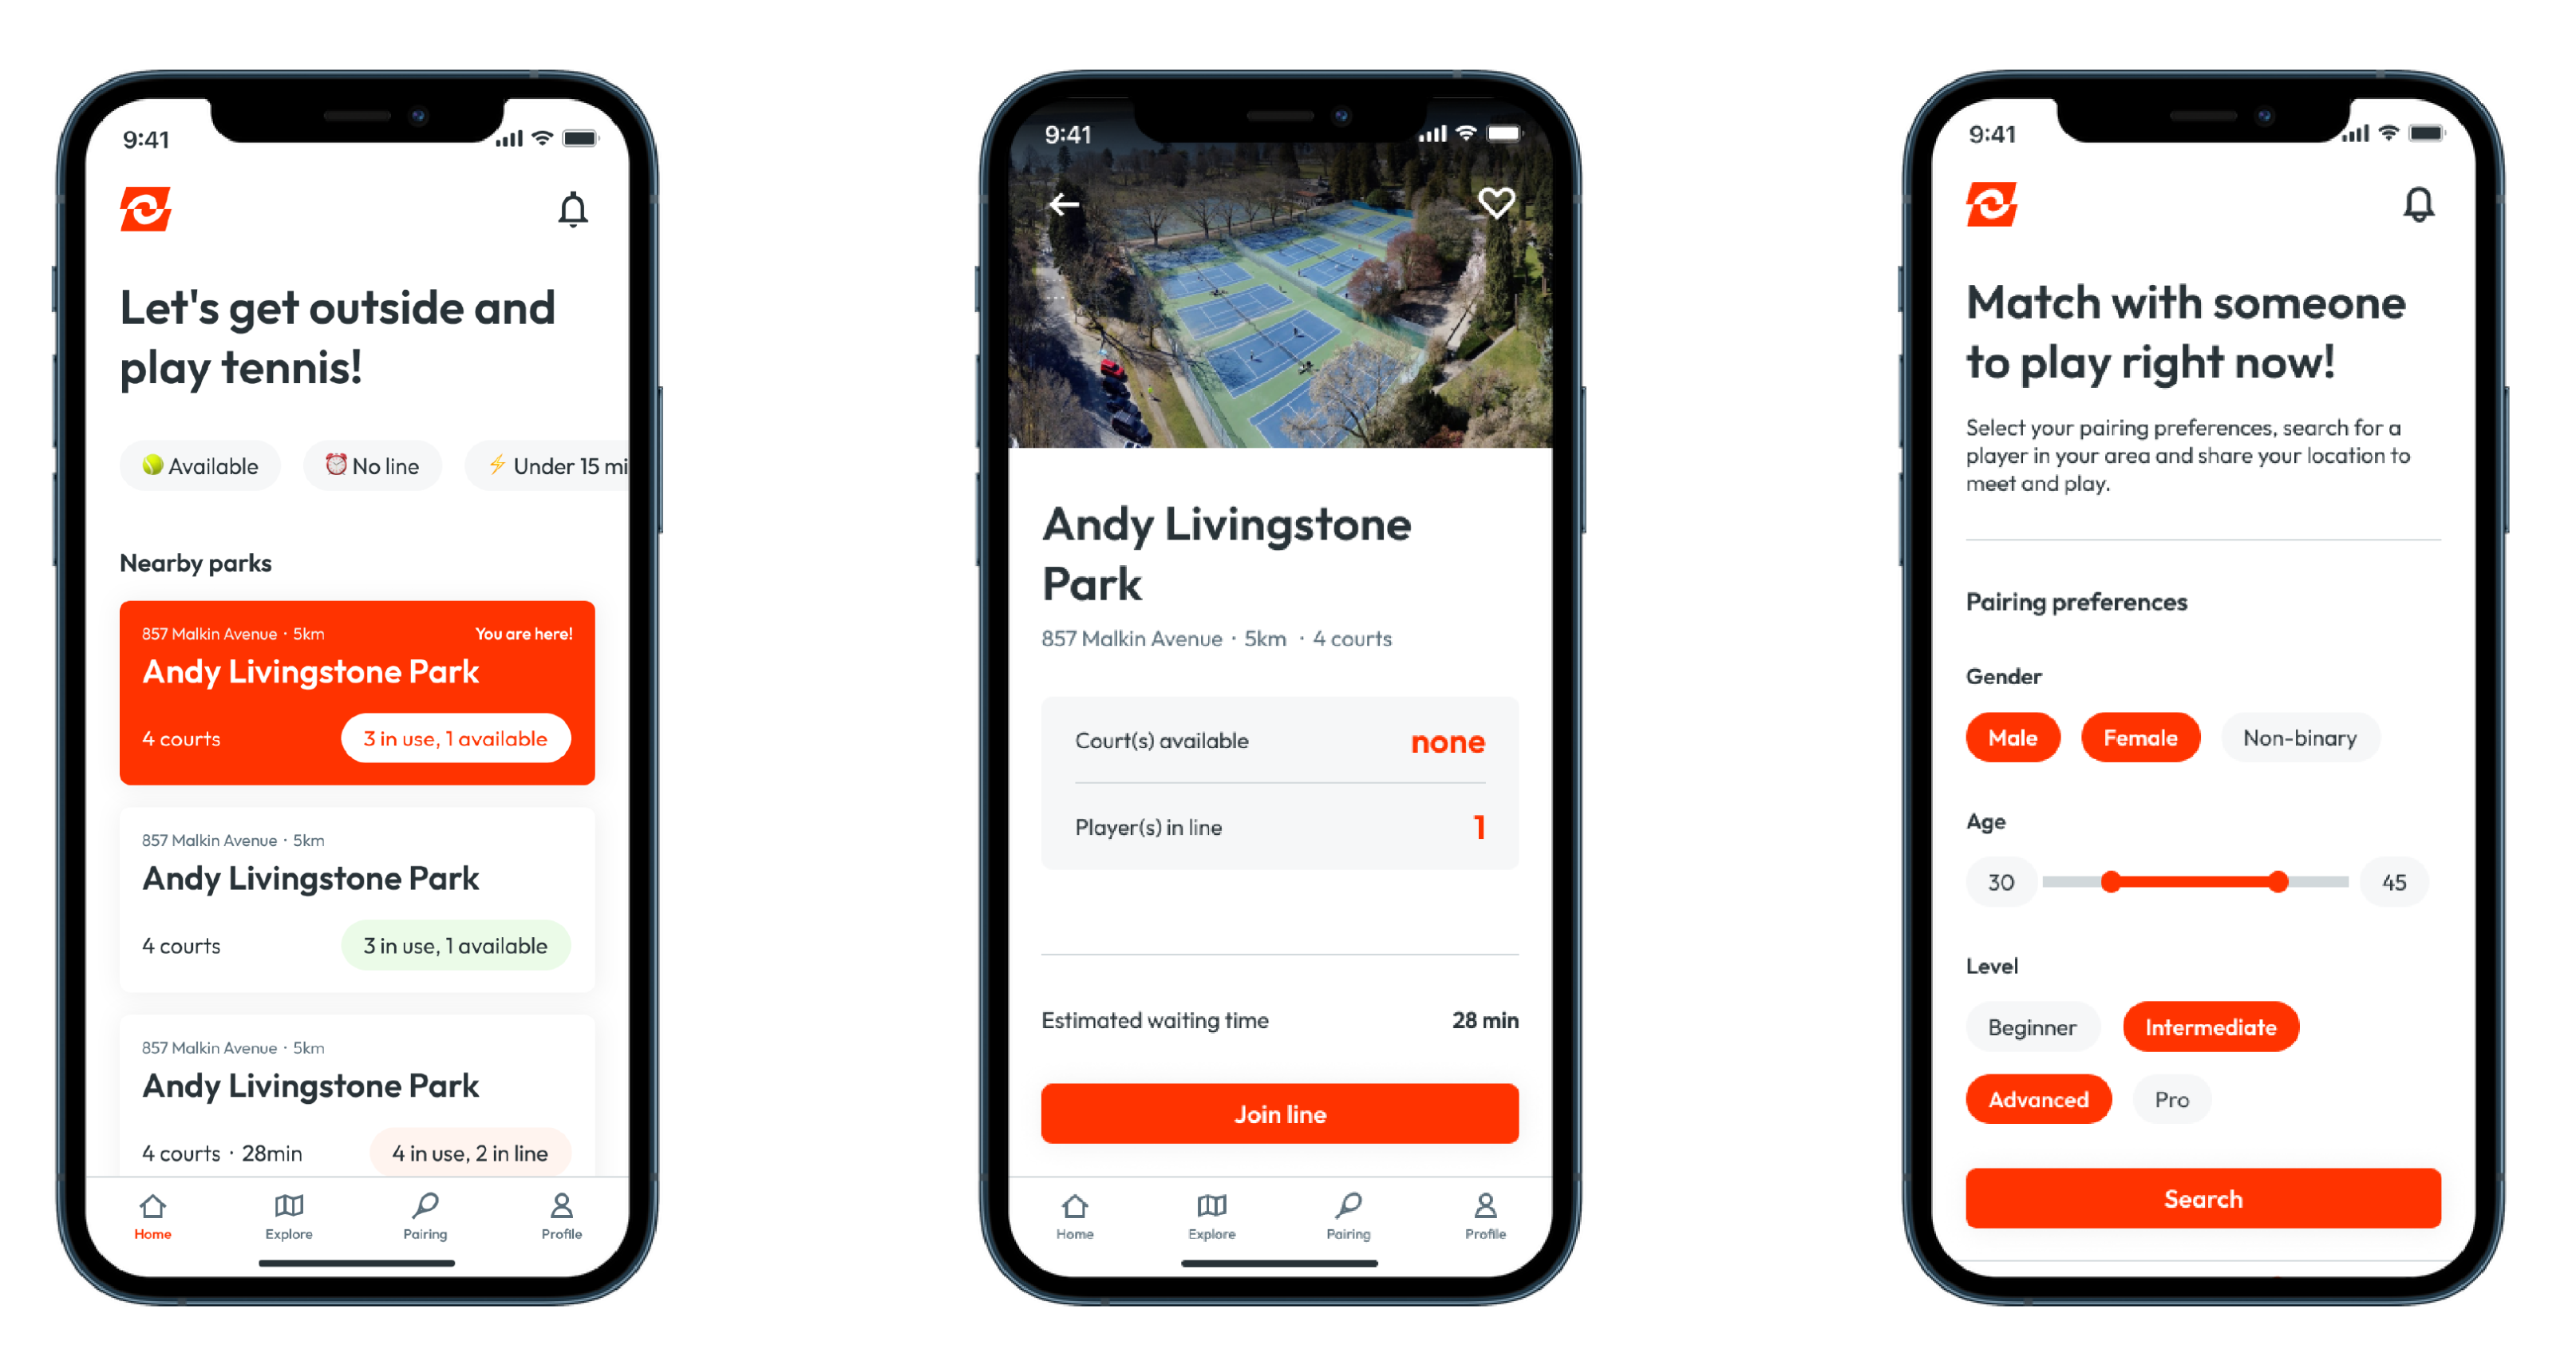 9:41
Let's get outside and
play tennis!
🎾 Available ⏰ No line ⚡ Under 15 mi
Nearby parks
857 Malkin Avenue · 5km You are here!
Andy Livingstone Park
4 courts 3 in use, 1 available
857 Malkin Avenue · 5km
Andy Livingstone Park
4 courts 3 in use, 1 available
857 Malkin Avenue · 5km
Andy Livingstone Park
4 courts · 28min 4 in use, 2 in line
Home Explore Pairing Profile
9:41
Andy Livingstone
Park
857 Malkin Avenue · 5km · 4 courts
Court(s) available none
Player(s) in line 1
Estimated waiting time 28 min
Join line
Home Explore Pairing Profile
9:41
Match with someone
to play right now!
Select your pairing preferences, search for a
player in your area and share your location to
meet and play.
Pairing preferences
Gender
Male Female Non-binary
Age
30 45
Level
Beginner Intermediate
Advanced Pro
Search